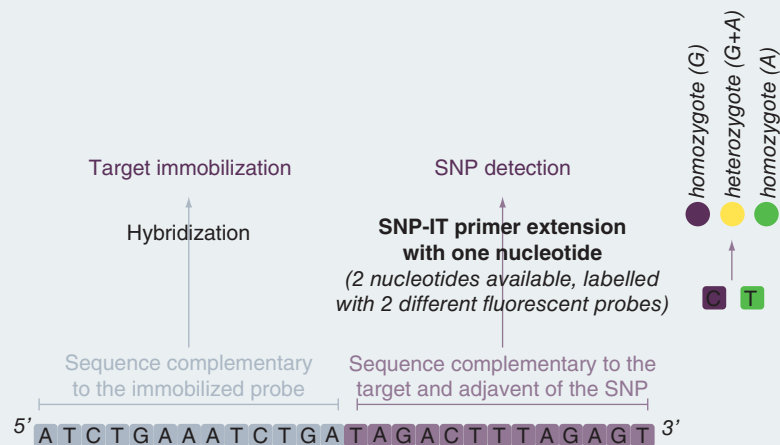 homozygote (G)
heterozygote (G+A)
homozygote (A)
Target immobilization
SNP detection
Hybridization
SNP-IT primer extension
with one nucleotide
(2 nucleotides available, labelled
with 2 different fluorescent probes)
C T
Sequence complementary
to the immobilized probe
Sequence complementary to the
target and adjavent of the SNP
5' A T C T G A A A T C T G A T A G A C T T T A G A G T 3'